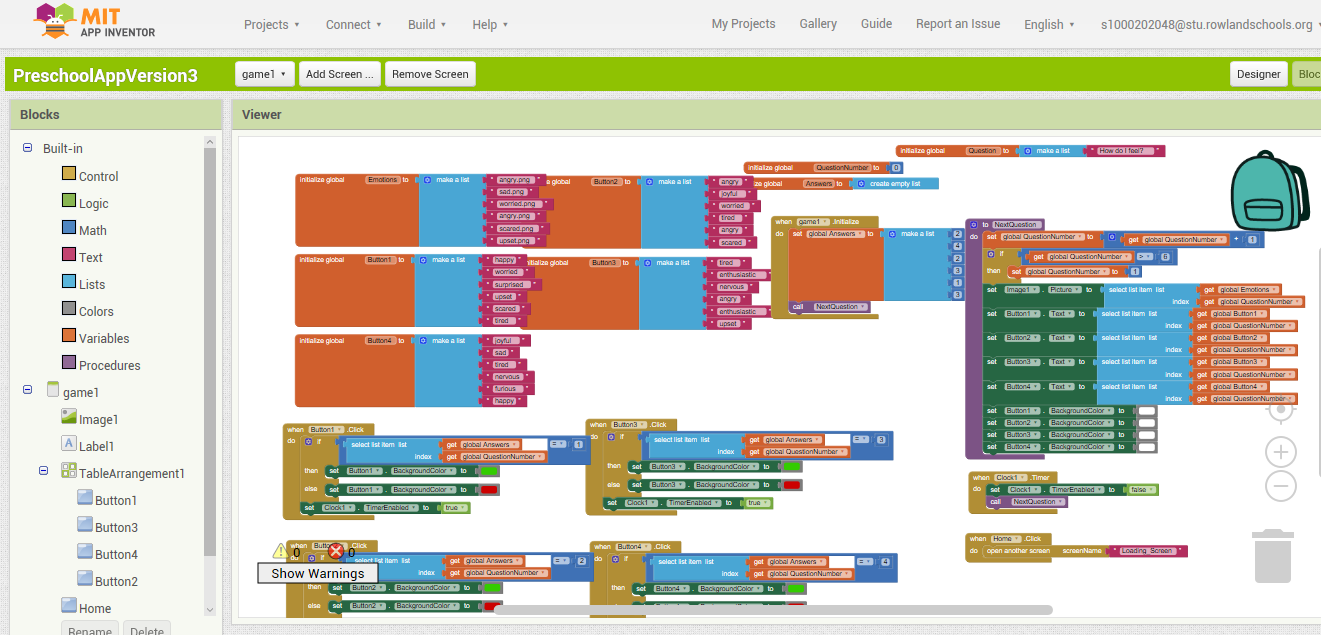 MIT
APP INVENTOR
Projects Connect Build Help My Projects Gallery Guide Report an Issue English s1000202048@stu.rowlandschools.org
PreschoolAppVersion3 game1 Add Screen ... Remove Screen Designer Bloc
Blocks
Built-in
Control
Logic
Math
Text
Lists
Colors
Variables
Procedures
game1
Image1
Label1
TableArrangement1
Button1
Button3
Button4
Button2
Home
Rename Delete
Viewer
initialize global Question to make a list " How do I feel? "
initialize global QuestionNumber to 0
ze global Answers to create empty list
initialize global Emotions to make a list
" angry.png "
" sad.png "
" worried.png "
" angry.png "
" scared.png "
" upset.png "
e global Button2 to make a list
" angry "
" joyful "
" worried "
" tired "
" angry "
" scared "
initialize global Button1 to make a list
" happy "
" worried "
" surprised "
" upset "
" scared "
" tired "
itialize global Button3 to make a list
" tired "
" enthusiastic "
" nervous "
" angry "
" enthusiastic "
" upset "
initialize global Button4 to make a list
" joyful "
" sad "
" tired "
" nervous "
" furious "
" happy "
when game1 .Initialize
do set global Answers to make a list 2
4
2
3
1
3
call NextQuestion
to NextQuestion
do set global QuestionNumber to get global QuestionNumber + 1
if get global QuestionNumber > 6
then set global QuestionNumber to 1
set Image1 . Picture to select list item list get global Emotions
index get global QuestionNumber
set Button1 . Text to select list item list get global Button1
index get global QuestionNumber
set Button2 . Text to select list item list get global Button2
index get global QuestionNumber
set Button3 . Text to select list item list get global Button3
index get global QuestionNumber
set Button4 . Text to select list item list get global Button4
index get global QuestionNumber
set Button1 . BackgroundColor to
set Button2 . BackgroundColor to
set Button3 . BackgroundColor to
set Button4 . BackgroundColor to
when Button1 .Click
do if select list item list get global Answers = 1
index get global QuestionNumber
then set Button1 . BackgroundColor to
else set Button1 . BackgroundColor to
set Clock1 . TimerEnabled to true
when Button3 .Click
do if select list item list get global Answers = 3
index get global QuestionNumber
then set Button3 . BackgroundColor to
else set Button3 . BackgroundColor to
set Clock1 . TimerEnabled to true
when Clock1 .Timer
do set Clock1 . TimerEnabled to false
call NextQuestion
when Home .Click
do open another screen screenName " Loading_Screen "
when Click
if select list item list get global Answers = 2
index get global QuestionNumber
then set Button2 . BackgroundColor to
else set Button2 . BackgroundColor to
0 0
Show Warnings
when Button4 .Click
do if select list item list get global Answers = 4
index get global QuestionNumber
then set Button4 . BackgroundColor to